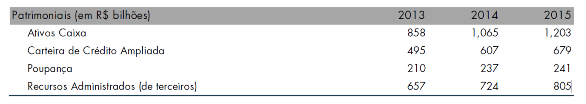 Patrimoniais (em R$ bilhões) 2013 2014 2015
Ativos Caixa 858 1,065 1,203
Carteira de Crédito Ampliada 495 607 679
Poupança 210 237 241
Recursos Administrados (de terceiros) 657 724 805